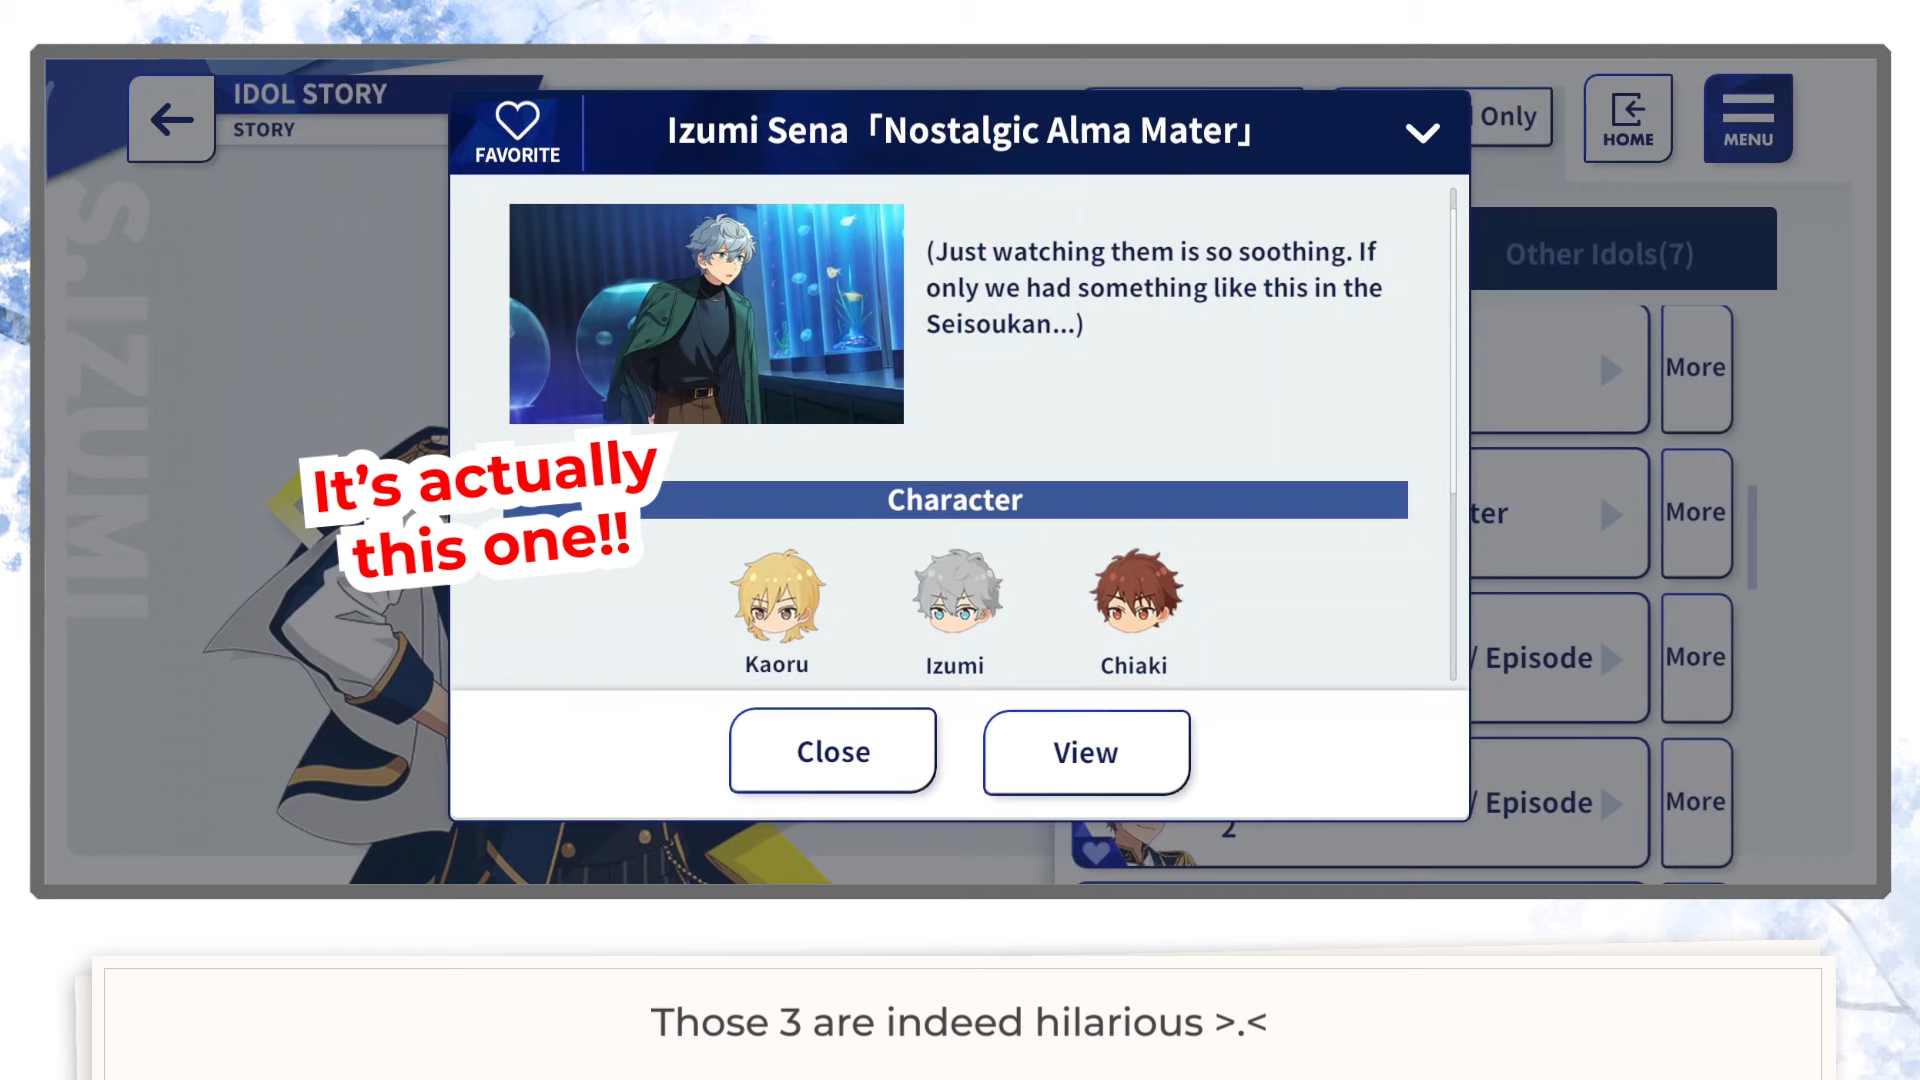 IDOL STORY
STORY
FAVORITE
Izumi Sena「Nostalgic Alma Mater」
Only
HOME
MENU
S.IZUMI
(Just watching them is so soothing. If
only we had something like this in the
Seisoukan...)
Other Idols(7)
More
ter
More
It's actually
this one!!
Character
Kaoru
Izumi
Chiaki
/ Episode
More
Close
View
/ Episode
2
More
Those 3 are indeed hilarious >.<